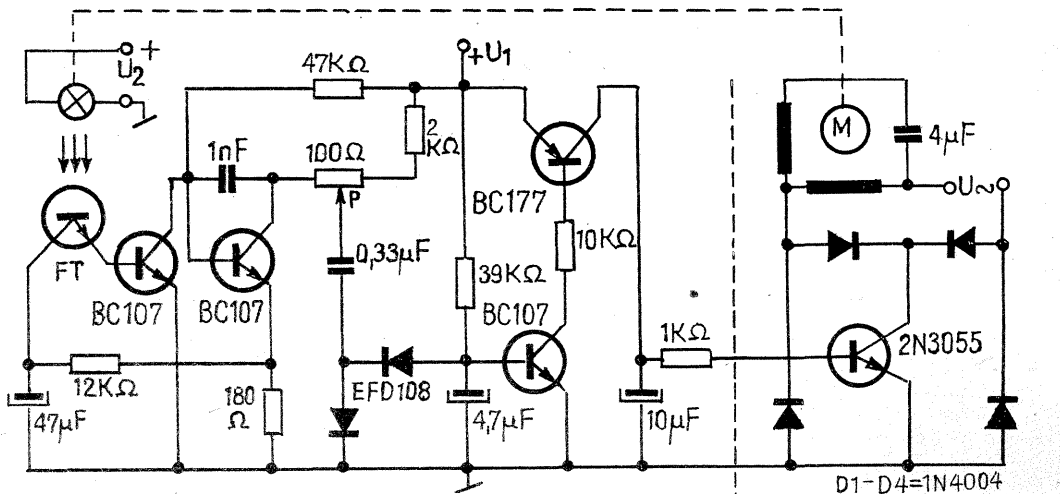 +
U2
+U1
47KΩ
2
KΩ
1nF
100Ω
P
M
4µF
BC177
U~
FT
BC107
BC107
0,33µF
39KΩ
10KΩ
BC107
1KΩ
2N3055
12KΩ
EFD108
47µF
180
Ω
4,7µF
10µF
D1-D4=1N4004